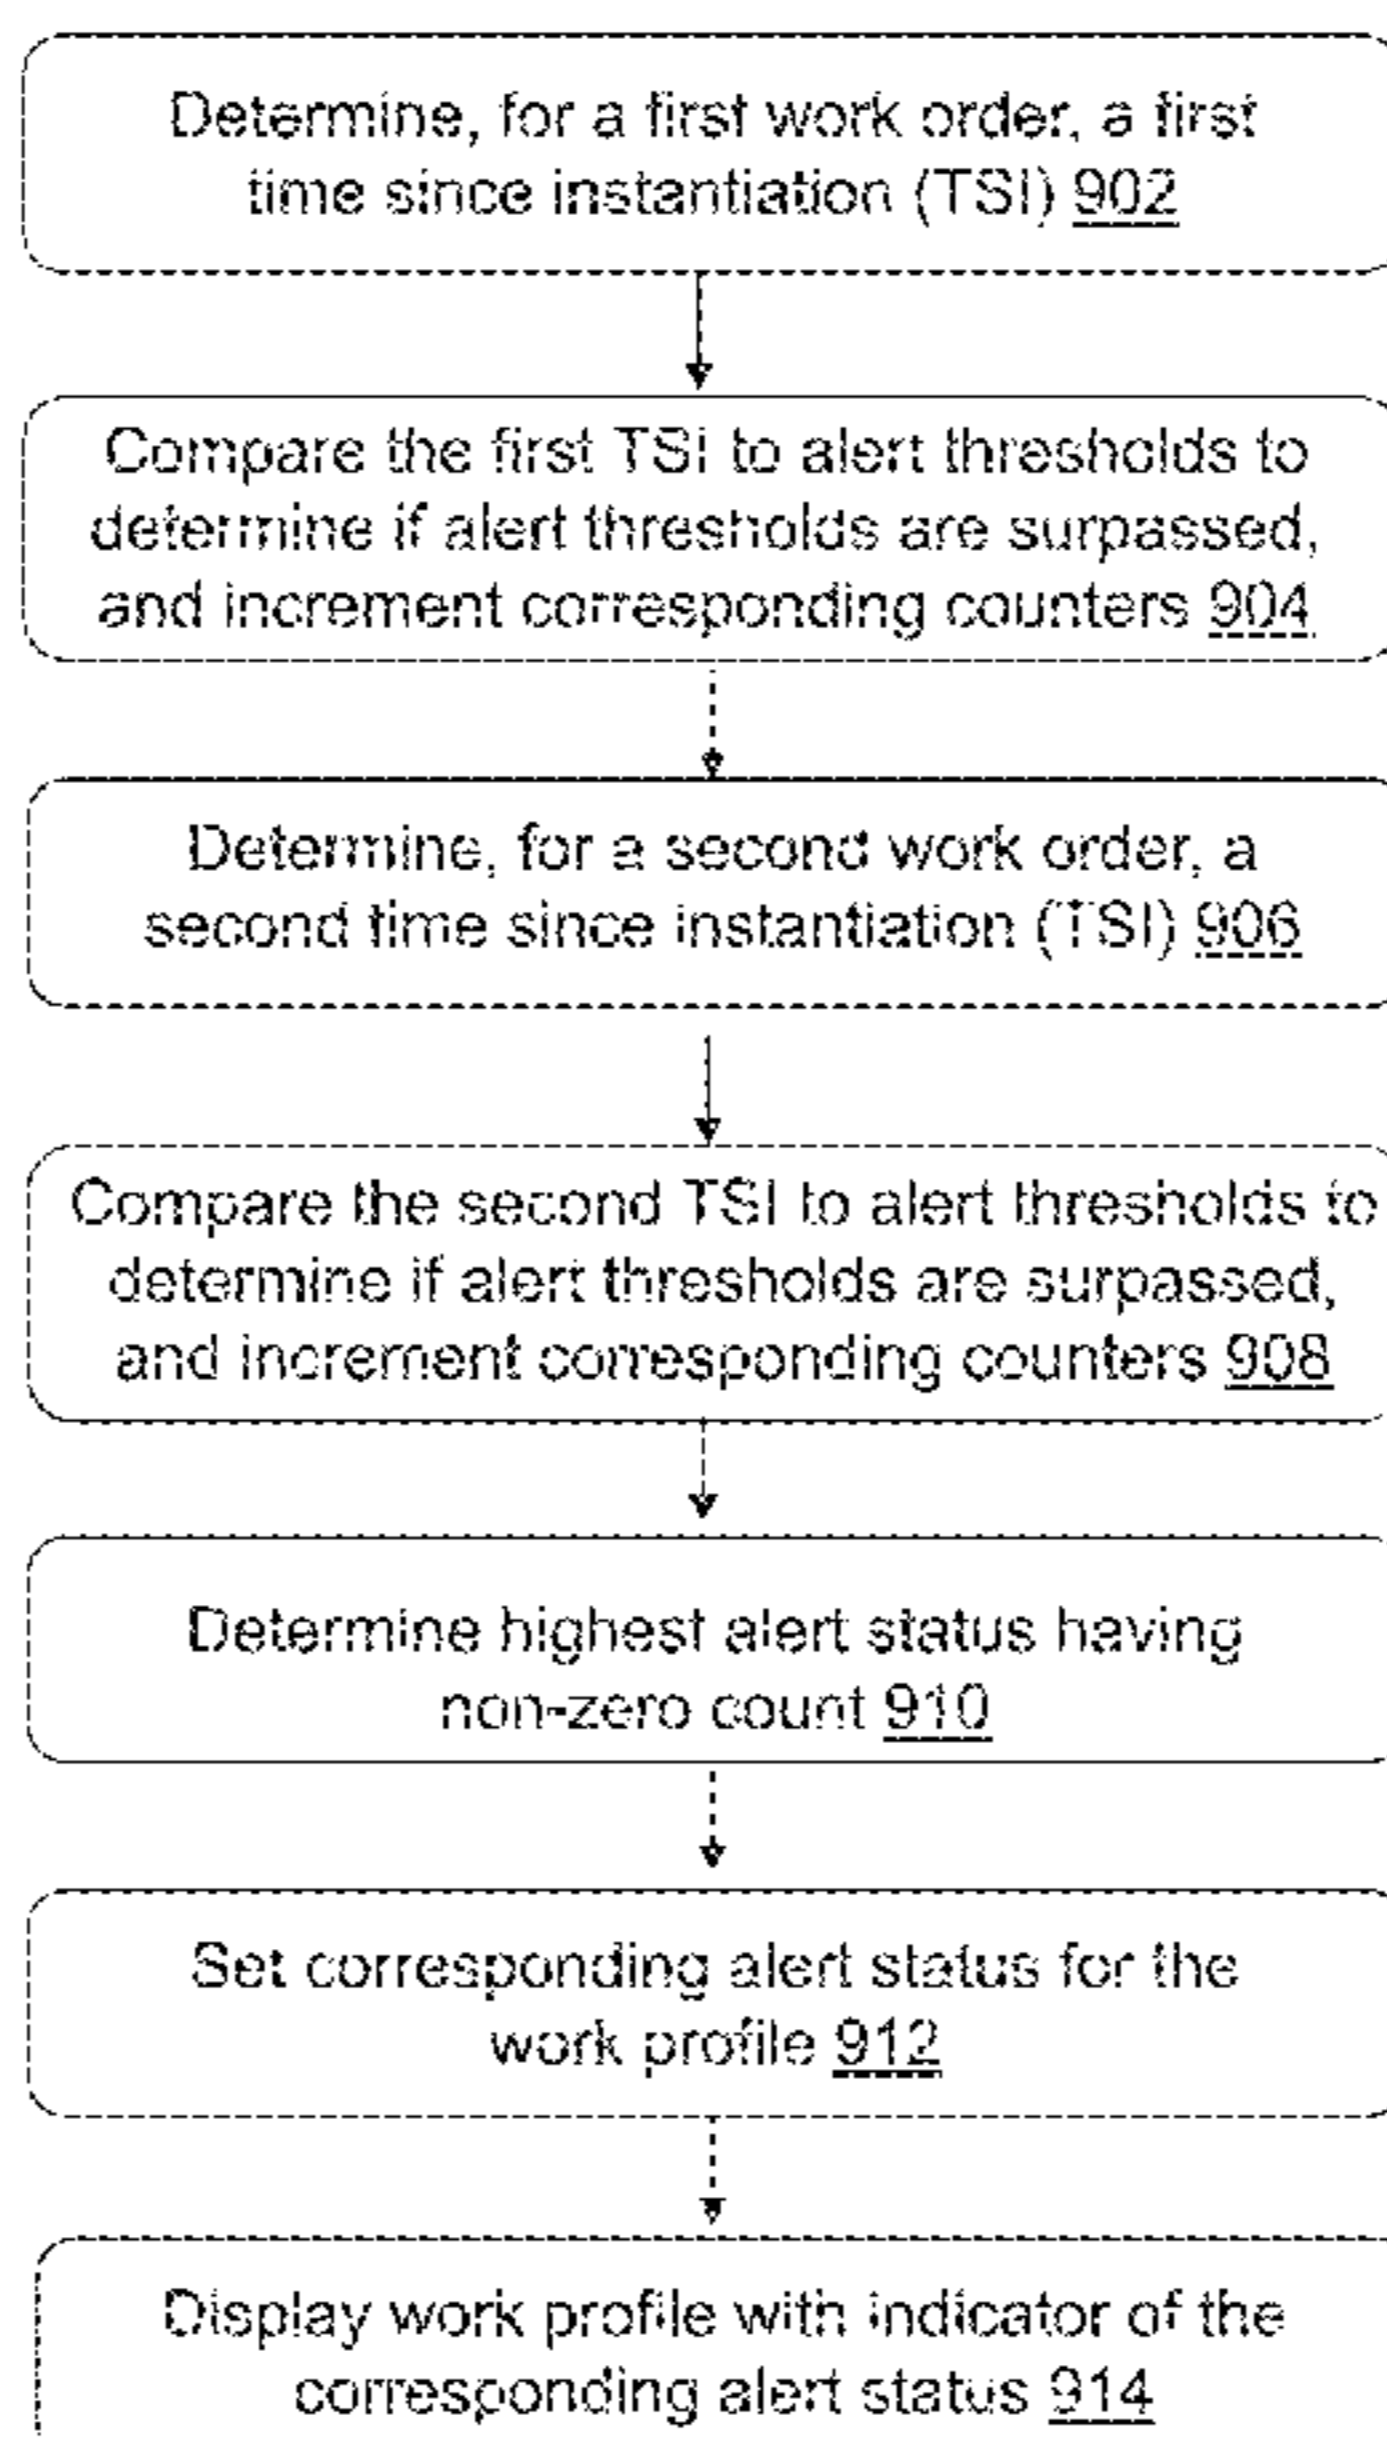 Determine, for a first work order, a first
time since instantiation (TSI) 902
Compare the first TSI to alert thresholds to
determine if alert thresholds are surpassed,
and increment corresponding counters 904
Determine, for a second work order, a
second time since instantiation (TSI) 906
Compare the second TSI to alert thresholds to
determine if alert thresholds are surpassed,
and increment corresponding counters 908
Determine highest alert status having
non-zero count 910
Set corresponding alert status for the
work profile 912
Display work profile with indicator of the
corresponding alert status 914